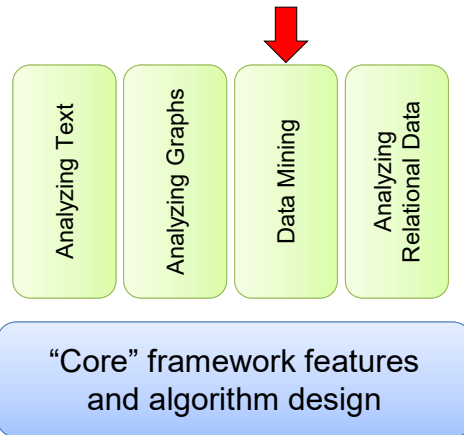 Analyzing Text
Analyzing Graphs
Data Mining
Analyzing
Relational Data
“Core” framework features
and algorithm design